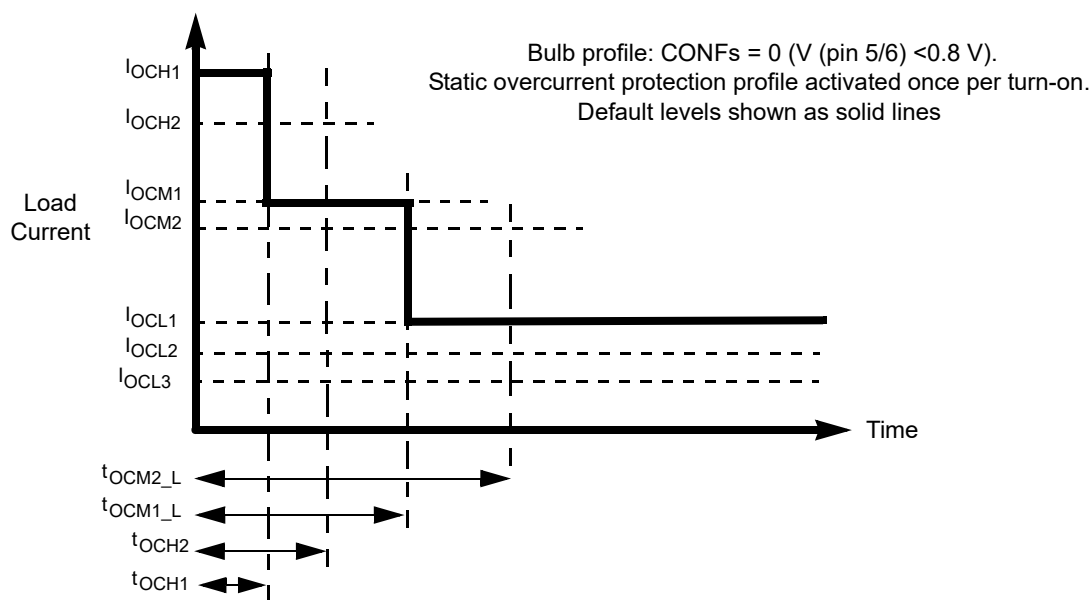 Bulb profile: CONFs = 0 (V (pin 5/6) <0.8 V).
Static overcurrent protection profile activated once per turn-on.
Default levels shown as solid lines
IOCH1
IOCH2
IOCM1
IOCM2
Load
Current
IOCL1
IOCL2
IOCL3
Time
tOCM2_L
tOCM1_L
tOCH2
tOCH1